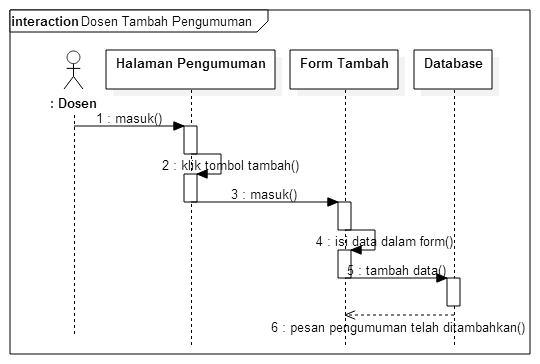 interaction Dosen Tambah Pengumuman
Halaman Pengumuman
Form Tambah
Database
: Dosen
1 : masuk()
2 : klik tombol tambah()
3 : masuk()
4 : isi data dalam form()
5 : tambah data()
6 : pesan pengumuman telah ditambahkan()